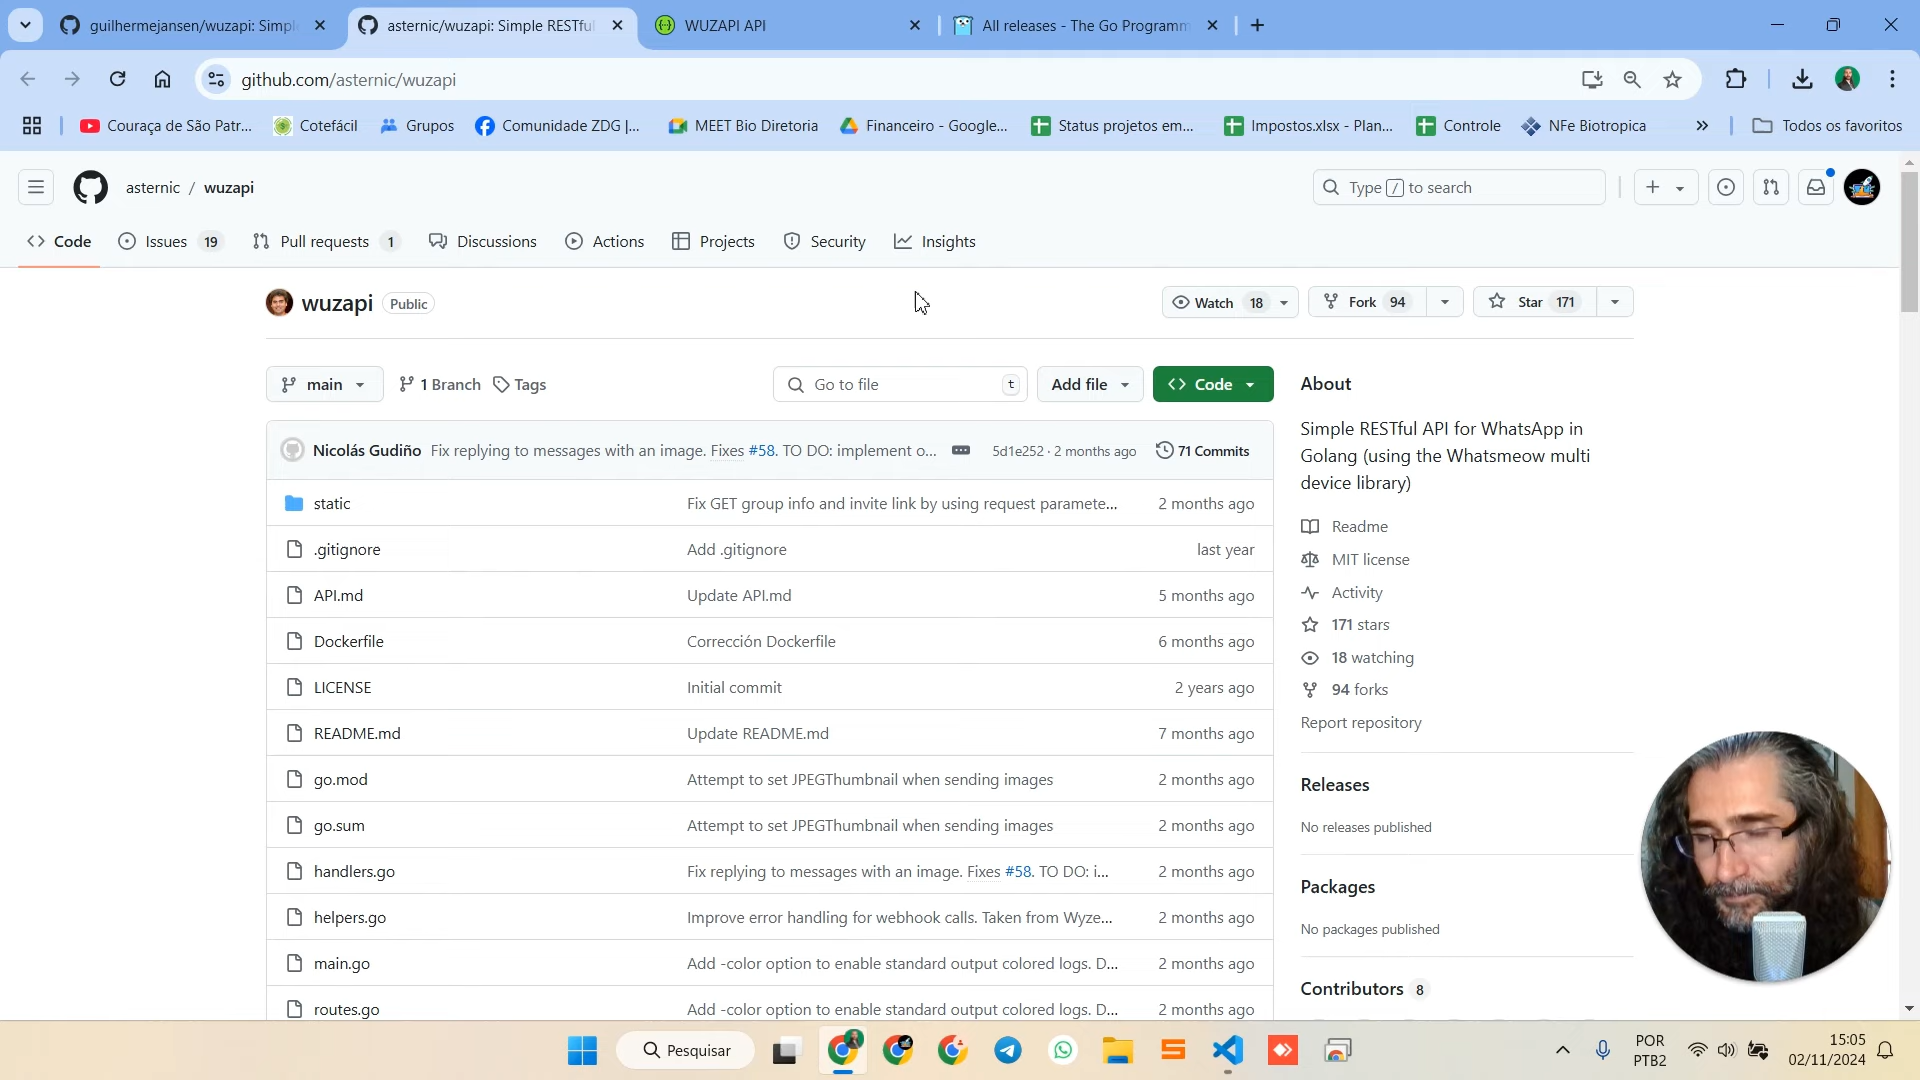 guilhermejansen/wuzapi: Simpl
asternic/wuzapi: Simple RESTful
WUZAPI API
All releases - The Go Programm
github.com/asternic/wuzapi
Couraça de São Patr...
Cotefácil
Grupos
Comunidade ZDG |...
MEET Bio Diretoria
Financeiro - Google...
Status projetos em...
Impostos.xlsx - Plan...
Controle
NFe Biotropica
Todos os favoritos
asternic / wuzapi
Type / to search
Code
Issues 19
Pull requests 1
Discussions
Actions
Projects
Security
Insights
wuzapi Public
Watch 18
Fork 94
Star 171
main
1 Branch
Tags
Go to file t
Add file
Code
Nicolás Gudiño Fix replying to messages with an image. Fixes #58. TO DO: implement o... 5d1e252 · 2 months ago 71 Commits
static Fix GET group info and invite link by using request paramete... 2 months ago
.gitignore Add .gitignore last year
API.md Update API.md 5 months ago
Dockerfile Corrección Dockerfile 6 months ago
LICENSE Initial commit 2 years ago
README.md Update README.md 7 months ago
go.mod Attempt to set JPEGThumbnail when sending images 2 months ago
go.sum Attempt to set JPEGThumbnail when sending images 2 months ago
handlers.go Fix replying to messages with an image. Fixes #58. TO DO: i... 2 months ago
helpers.go Improve error handling for webhook calls. Taken from Wyze... 2 months ago
main.go Add -color option to enable standard output colored logs. D... 2 months ago
routes.go Add -color option to enable standard output colored logs. D... 2 months ago
About
Simple RESTful API for WhatsApp in
Golang (using the Whatsmeow multi
device library)
Readme
MIT license
Activity
171 stars
18 watching
94 forks
Report repository
Releases
No releases published
Packages
No packages published
Contributors 8
Pesquisar
POR
PTB2
15:05
02/11/2024